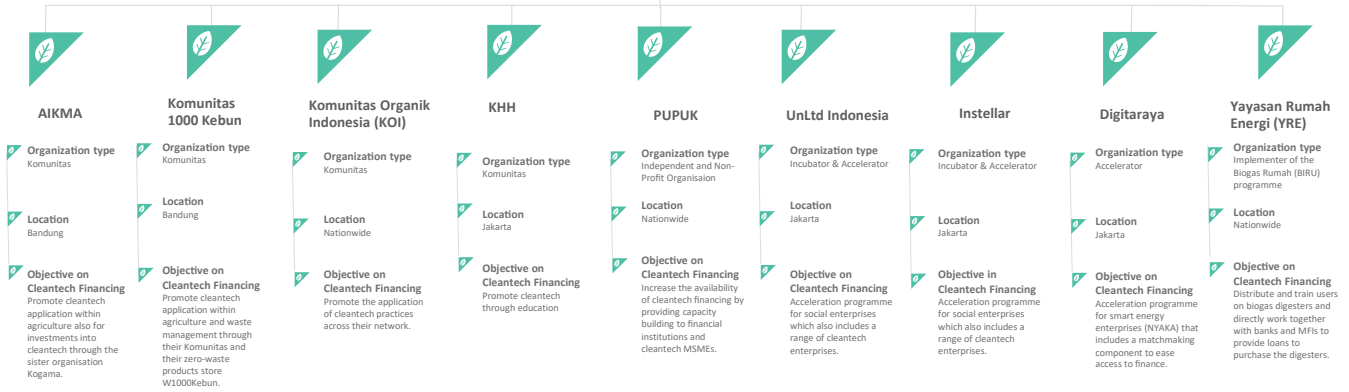 AIKMA
Organization type
Komunitas
Location
Bandung
Objective on
Cleantech Financing
Promote cleantech
application within
agriculture also for
investments into
cleantech through the
sister organisation
Kogama.
Komunitas
1000 Kebun
Organization type
Komunitas
Location
Bandung
Objective on
Cleantech Financing
Promote cleantech
application within
agriculture and waste
management through
their Komunitas and
their zero-waste
products store
W1000Kebun.
Komunitas Organik
Indonesia (KOI)
Organization type
Komunitas
Location
Nationwide
Objective on
Cleantech Financing
Promote the application
of cleantech practices
across their network.
KHH
Organization type
Komunitas
Location
Jakarta
Objective on
Cleantech Financing
Promote cleantech
through education
PUPUK
Organization type
Independent and Non-
Profit Organisaion
Location
Nationwide
Objective on
Cleantech Financing
Increase the availability
of cleantech financing by
providing capacity
building to financial
institutions and
cleantech MSMEs.
UnLtd Indonesia
Organization type
Incubator & Accelerator
Location
Jakarta
Objective on
Cleantech Financing
Acceleration programme
for social enterprises
which also includes a
range of cleantech
enterprises.
Instellar
Organization type
Incubator & Accelerator
Location
Jakarta
Objective in
Cleantech Financing
Acceleration programme
for social enterprises
which also includes a
range of cleantech
enterprises.
Digitaraya
Organization type
Accelerator
Location
Jakarta
Objective on
Cleantech Financing
Acceleration programme
for smart energy
enterprises (NYAKA) that
includes a matchmaking
component to ease
access to finance.
Yayasan Rumah
Energi (YRE)
Organization type
Implementer of the
Biogas Rumah (BIRU)
programme
Location
Nationwide
Objective on
Cleantech Financing
Distribute and train users
on biogas digesters and
directly work together
with banks and MFIs to
provide loans to
purchase the digesters.